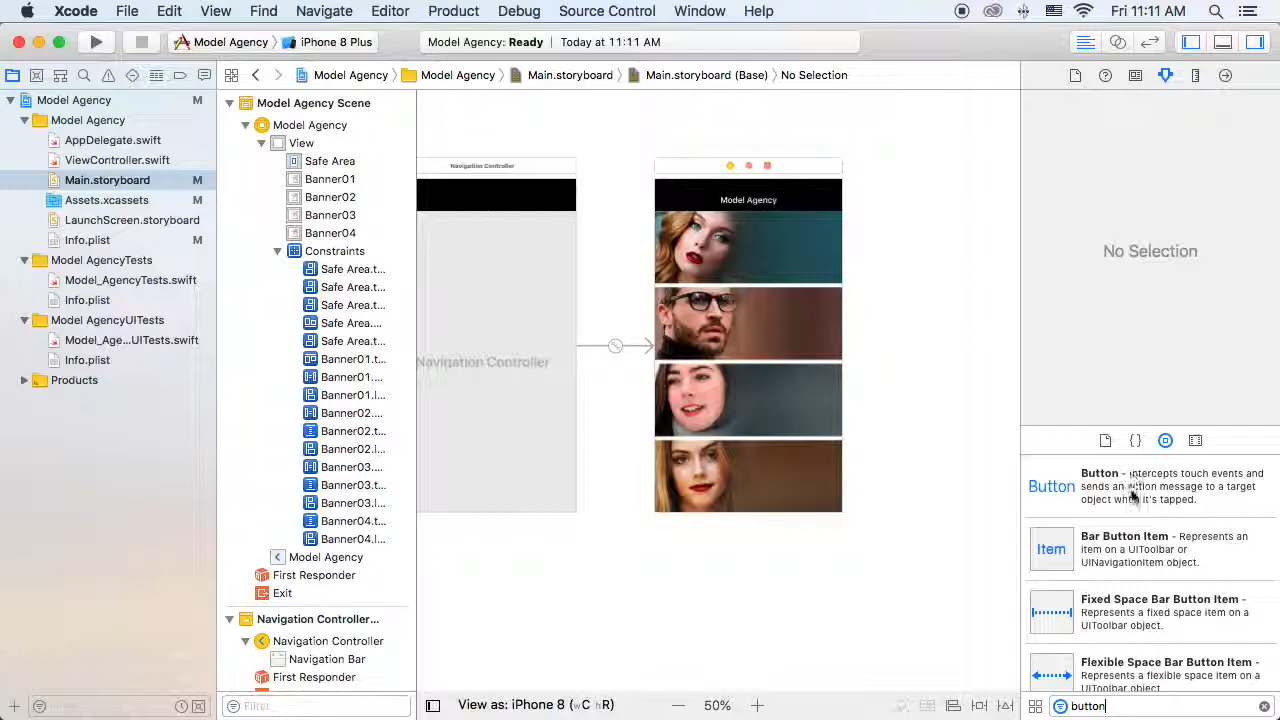 Xcode File Edit View Find Navigate Editor Product Debug Source Control Window Help Fri 11:11 AM
Model Agency iPhone 8 Plus Model Agency: Ready Today at 11:11 AM
Model Agency Model Agency Main.storyboard Main.storyboard (Base) No Selection
Model Agency M
Model Agency
AppDelegate.swift
ViewController.swift
Main.storyboard M
Assets.xcassets M
LaunchScreen.storyboard
Info.plist M
Model AgencyTests
Model_AgencyTests.swift
Info.plist
Model AgencyUITests
Model_Age...UITests.swift
Info.plist
Products
Model Agency Scene
Model Agency
View
Safe Area
Banner01
Banner02
Banner03
Banner04
Constraints
Safe Area.t...
Safe Area.t...
Safe Area.t...
Safe Area....
Safe Area.t...
Banner01.t...
Banner01....
Banner01.l...
Banner02....
Banner02.t...
Banner02.l...
Banner03....
Banner03.t...
Banner03.l...
Banner04.t...
Banner04.l...
Model Agency
First Responder
Exit
Navigation Controller...
Navigation Controller
Navigation Bar
First Responder
Filter
Navigation Controller
Navigation Controller
Model Agency
View as: iPhone 8 (wC hR)
50%
No Selection
Button
Button - Intercepts touch events and
sends an action message to a target
object when it's tapped.
Item
Bar Button Item - Represents an
item on a UIToolbar or
UINavigationItem object.
Fixed Space Bar Button Item -
Represents a fixed space item on a
UIToolbar object.
Flexible Space Bar Button Item -
Represents a flexible space item on a
UIToolbar object.
button